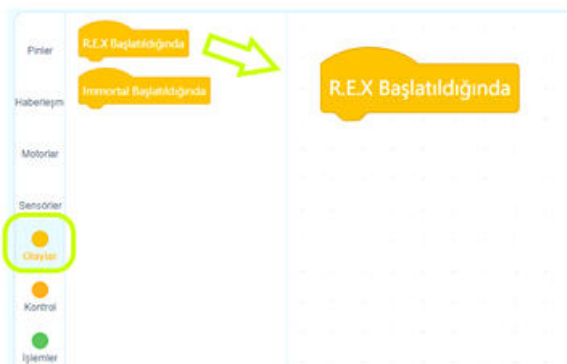 Pinler
Haberleşm
Motorlar
Sensörler
Olaylar
Kontrol
İşlemler
R.E.X Başlatıldığında
Immortal Başlatıldığında
R.E.X Başlatıldığında